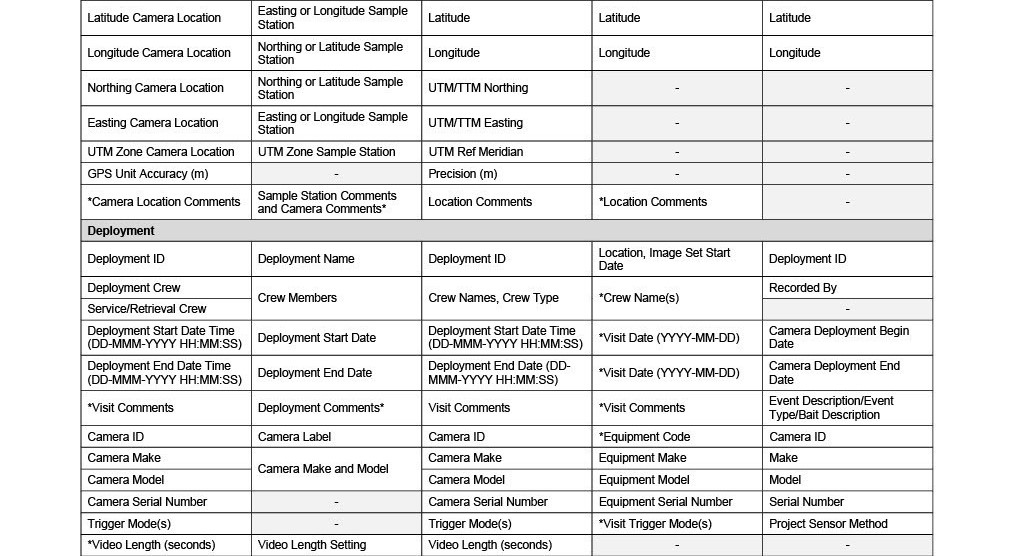 Latitude Camera Location
Easting or Longitude Sample
Station
Latitude
Latitude
Latitude
Longitude Camera Location
Northing or Latitude Sample
Station
Longitude
Longitude
Longitude
Northing Camera Location
Northing or Latitude Sample
Station
UTM/TTM Northing
-
-
Easting Camera Location
Easting or Longitude Sample
Station
UTM/TTM Easting
-
-
UTM Zone Camera Location
UTM Zone Sample Station
UTM Ref Meridian
-
-
GPS Unit Accuracy (m)
-
Precision (m)
-
-
*Camera Location Comments
Sample Station Comments
and Camera Comments*
Location Comments
*Location Comments
-
Deployment
Deployment ID
Deployment Name
Deployment ID
Location, Image Set Start
Date
Deployment ID
Deployment Crew
Service/Retrieval Crew
Crew Members
Crew Names, Crew Type
*Crew Name(s)
Recorded By
-
Deployment Start Date Time
(DD-MMM-YYYY HH:MM:SS)
Deployment Start Date
Deployment Start Date Time
(DD-MMM-YYYY HH:MM:SS)
*Visit Date (YYYY-MM-DD)
Camera Deployment Begin
Date
Deployment End Date Time
(DD-MMM-YYYY HH:MM:SS)
Deployment End Date
Deployment End Date (DD-
MMM-YYYY HH:MM:SS)
*Visit Date (YYYY-MM-DD)
Camera Deployment End
Date
*Visit Comments
Deployment Comments*
Visit Comments
*Visit Comments
Event Description/Event
Type/Bait Description
Camera ID
Camera Label
Camera ID
*Equipment Code
Camera ID
Camera Make
Camera Model
Camera Make and Model
Camera Make
Camera Model
Equipment Make
Equipment Model
Make
Model
Camera Serial Number
-
Camera Serial Number
Equipment Serial Number
Serial Number
Trigger Mode(s)
-
Trigger Mode(s)
*Visit Trigger Mode(s)
Project Sensor Method
*Video Length (seconds)
Video Length Setting
Video Length (seconds)
-
-